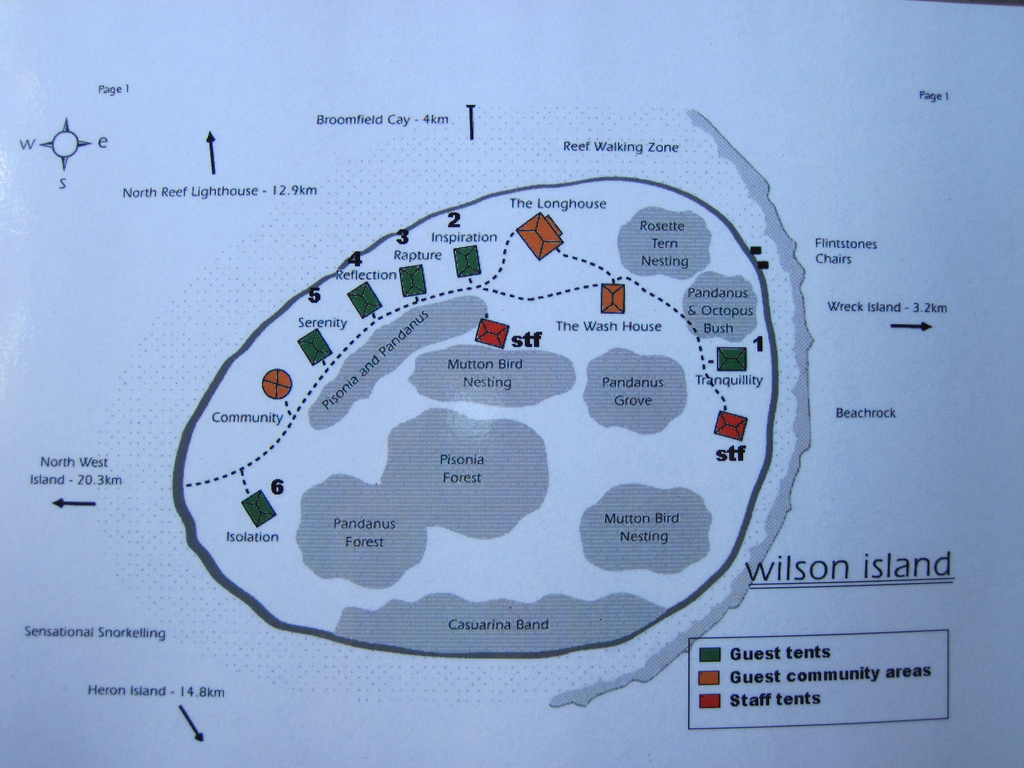 Page 1
Page 1
Broomfield Cay - 4km
Reef Walking Zone
w e
s
North Reef Lighthouse - 12.9km
The Longhouse
2
Inspiration
Rosette
Tern
Nesting
3
Rapture
4
Reflection
Flintstones
Chairs
5
Serenity
Pandanus
& Octopus
Bush
Wreck Island - 3.2km
The Wash House
Pisonia and Pandanus
stf
1
Tranquillity
Mutton Bird
Nesting
Pandanus
Grove
Community
Beachrock
stf
North West
Island - 20.3km
Pisonia
Forest
6
Isolation
Pandanus
Forest
Mutton Bird
Nesting
wilson island
Casuarina Band
Sensational Snorkelling
Guest tents
Guest community areas
Staff tents
Heron Island - 14.8km